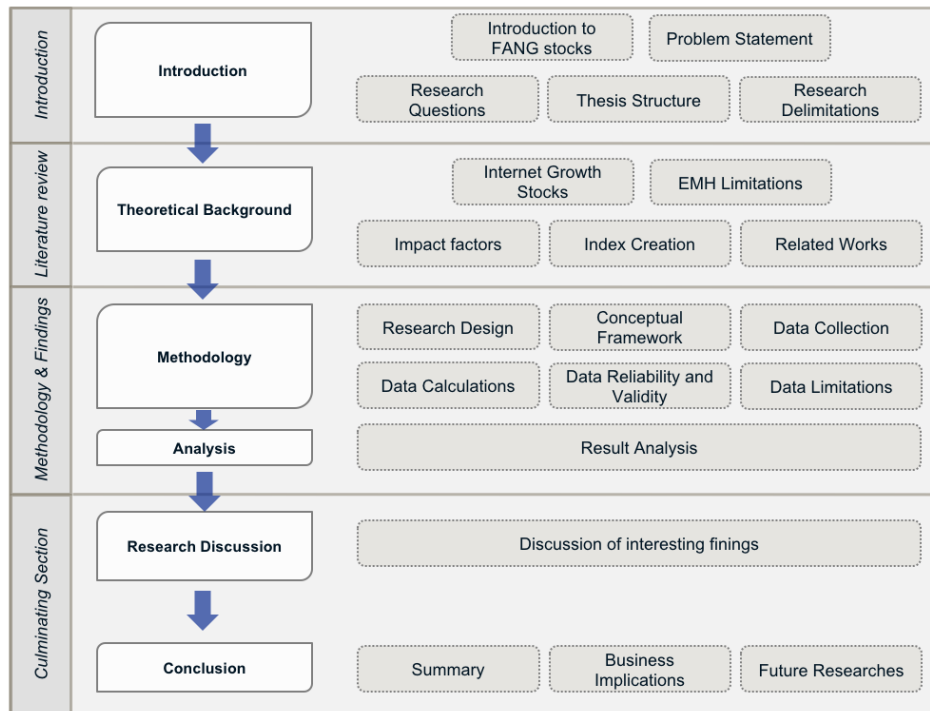 Introduction
Introduction
Introduction to
FANG stocks
Problem Statement
Research
Questions
Thesis Structure
Research
Delimitations
Literature review
Theoretical Background
Internet Growth
Stocks
EMH Limitations
Impact factors
Index Creation
Related Works
Methodology & Findings
Methodology
Research Design
Conceptual
Framework
Data Collection
Data Calculations
Data Reliability and
Validity
Data Limitations
Analysis
Result Analysis
Culminating Section
Research Discussion
Discussion of interesting finings
Conclusion
Summary
Business
Implications
Future Researches